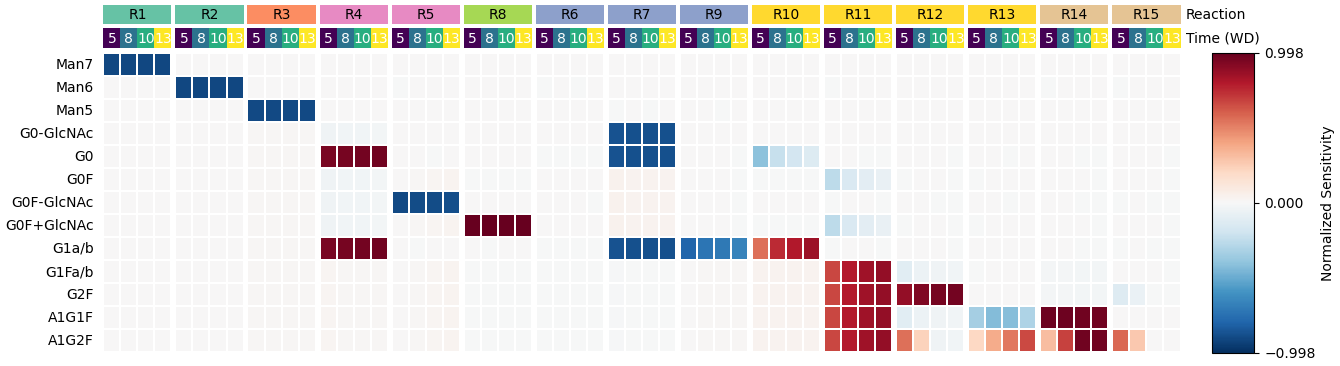 R1 R2 R3 R4 R5 R8 R6 R7 R9 R10 R11 R12 R13 R14 R15 Reaction
5 8 10 13 5 8 10 13 5 8 10 13 5 8 10 13 5 8 10 13 5 8 10 13 5 8 10 13 5 8 10 13 5 8 10 13 5 8 10 13 5 8 10 13 5 8 10 13 5 8 10 13 5 8 10 13 5 8 10 13 Time (WD)
Man7
Man6
Man5
G0-GlcNAc
G0
G0F
G0F-GlcNAc
G0F+GlcNAc
G1a/b
G1Fa/b
G2F
A1G1F
A1G2F
0.998
0.000
−0.998
Normalized Sensitivity